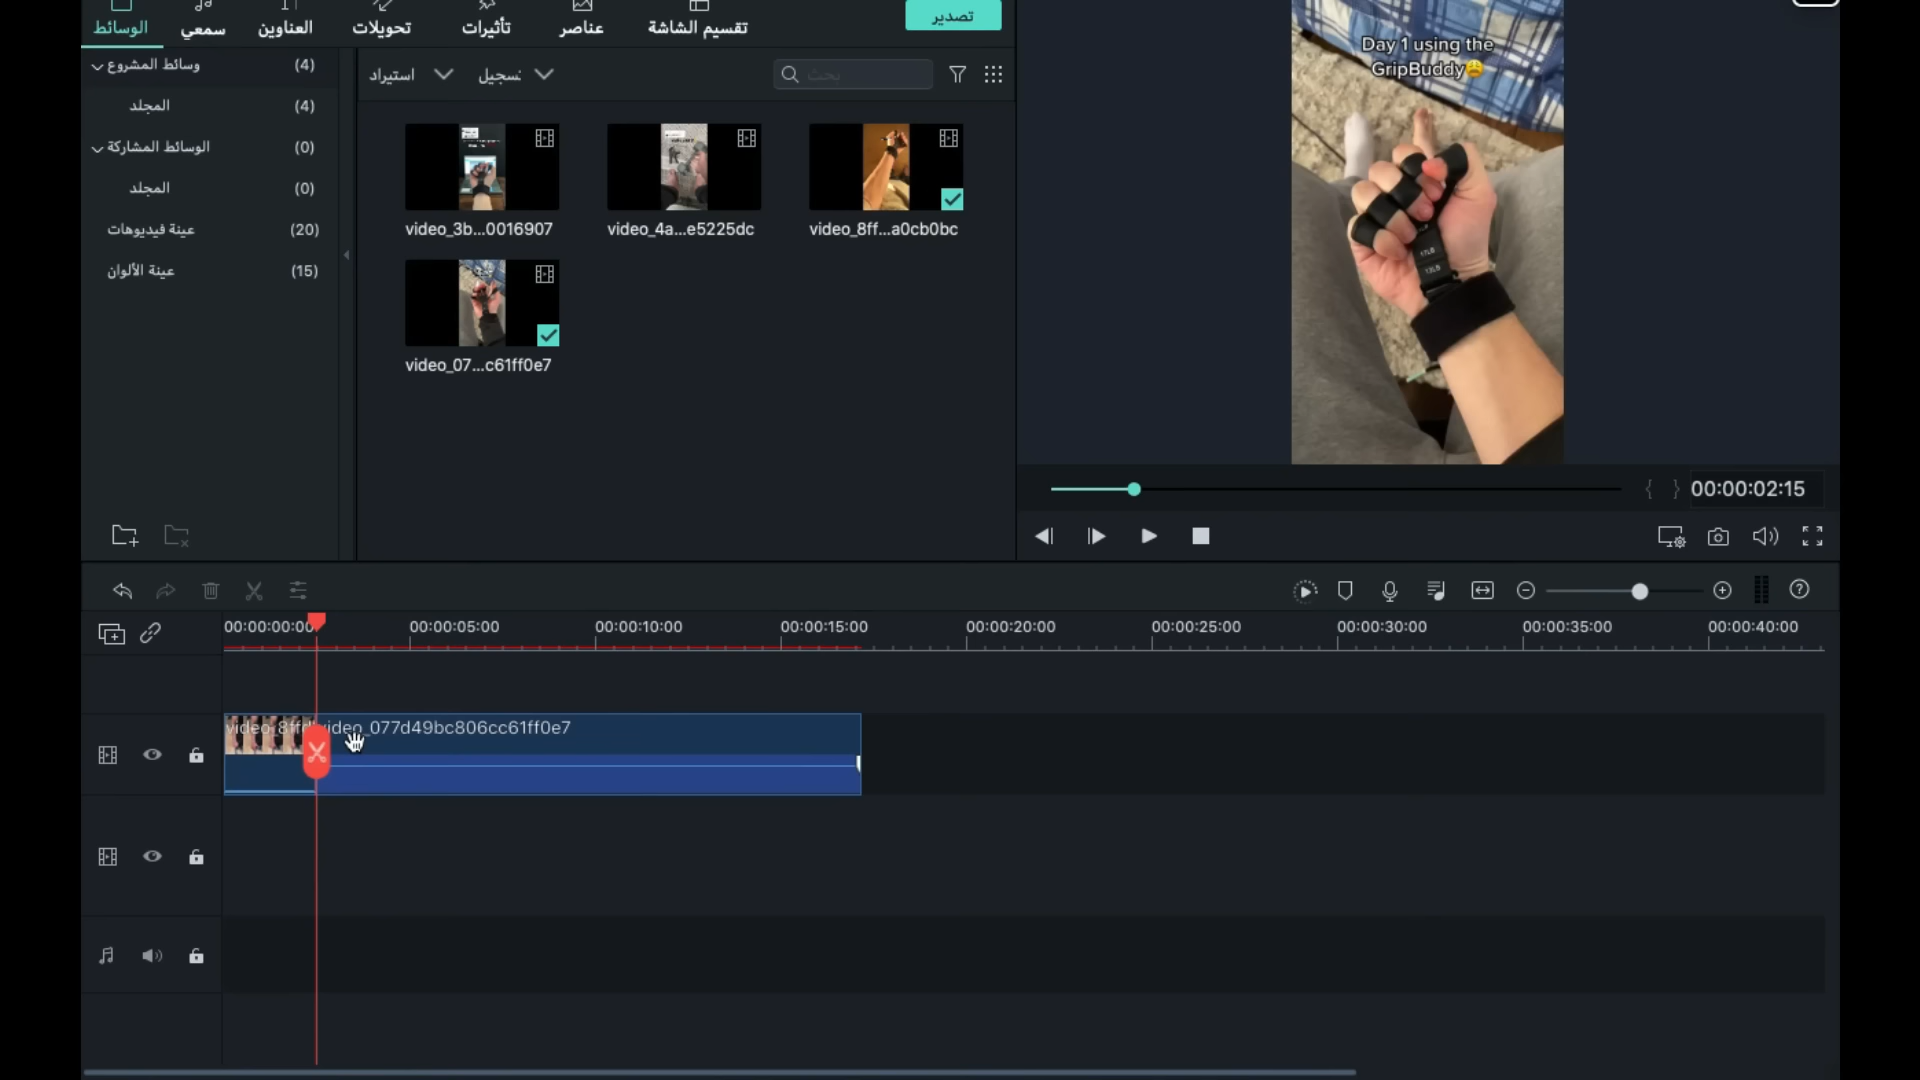 الوسائط
سمعي
العناوين
تحويلات
تأثيرات
عناصر
تقسيم الشاشة
تصدير
وسائط المشروع (4)
المجلد (4)
الوسائط المشاركة (0)
المجلد (0)
عينة فيديوهات (20)
عينة الألوان (15)
استيراد
تسجيل
بحث
video_3b...0016907
video_4a...e5225dc
video_8ff...a0cb0bc
video_07...c61ff0e7
Day 1 using the
GripBuddy😩
17LB
13LB
{ } 00:00:02:15
00:00:00:00
00:00:05:00
00:00:10:00
00:00:15:00
00:00:20:00
00:00:25:00
00:00:30:00
00:00:35:00
00:00:40:00
video_8ff
video_077d49bc806cc61ff0e7